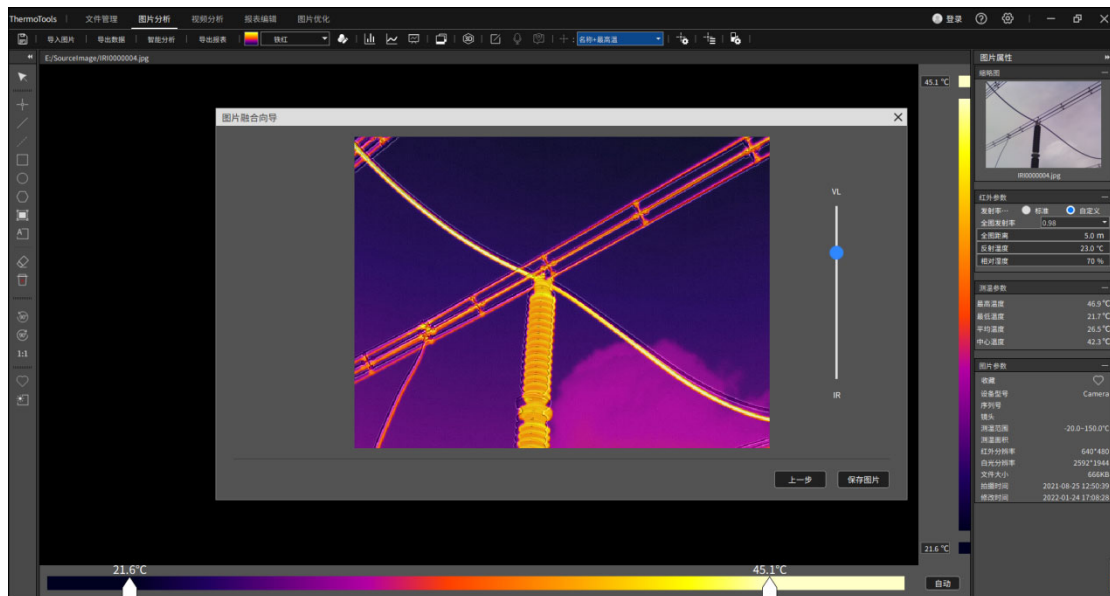 ThermoTools 文件管理 图片分析 视频分析 报表编辑 图片优化 登录
导入图片 导出数据 智能分析 导出报表 铁红 3D 名称+最高温
E:/SourceImage/IRI0000004.jpg
图片属性
缩略图
45.1 ℃
图片融合向导
VL
IR
上一步 保存图片
IRI0000004.jpg
红外参数
发射率… 标准 自定义
全图发射率 0.98
全图距离 5.0 m
反射温度 23.0 ℃
相对湿度 70 %
测温参数
最高温度 46.9℃
最低温度 21.7℃
平均温度 26.5℃
中心温度 42.3℃
图片参数
收藏
设备型号 Camera
序列号
镜头
测温范围 -20.0~150.0℃
测温面积
红外分辨率 640*480
白光分辨率 2592*1944
文件大小 666KB
拍摄时间 2021-08-25 12:50:39
修改时间 2022-01-24 17:08:28
A
1:1
21.6 ℃
21.6℃ 45.1℃
自动